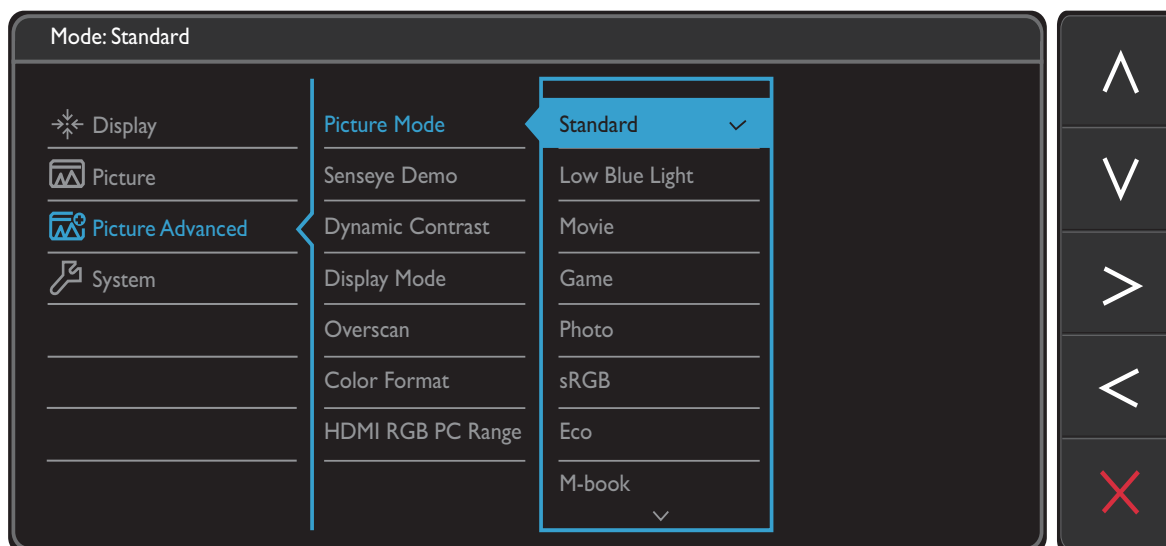 Mode: Standard
Display
Picture
Picture Advanced
System
Picture Mode
Senseye Demo
Dynamic Contrast
Display Mode
Overscan
Color Format
HDMI RGB PC Range
Standard
Low Blue Light
Movie
Game
Photo
sRGB
Eco
M-book